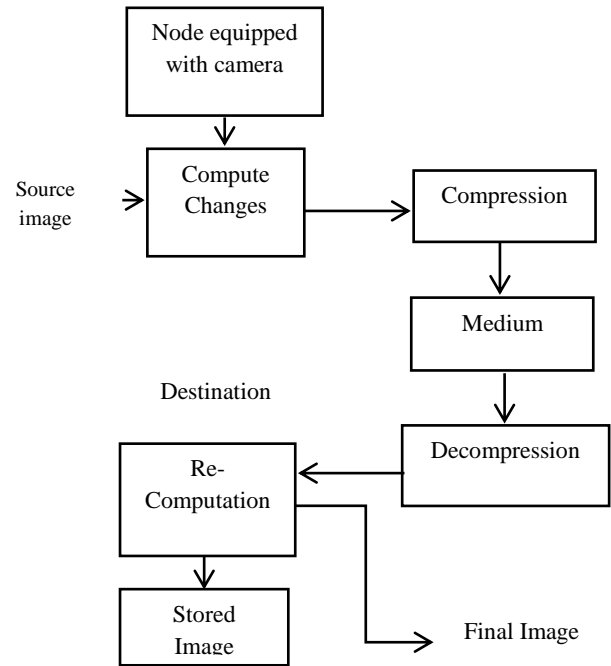 Node equipped
with camera
Source
image
Compute
Changes
Compression
Medium
Destination
Decompression
Re-
Computation
Stored
Image
Final Image